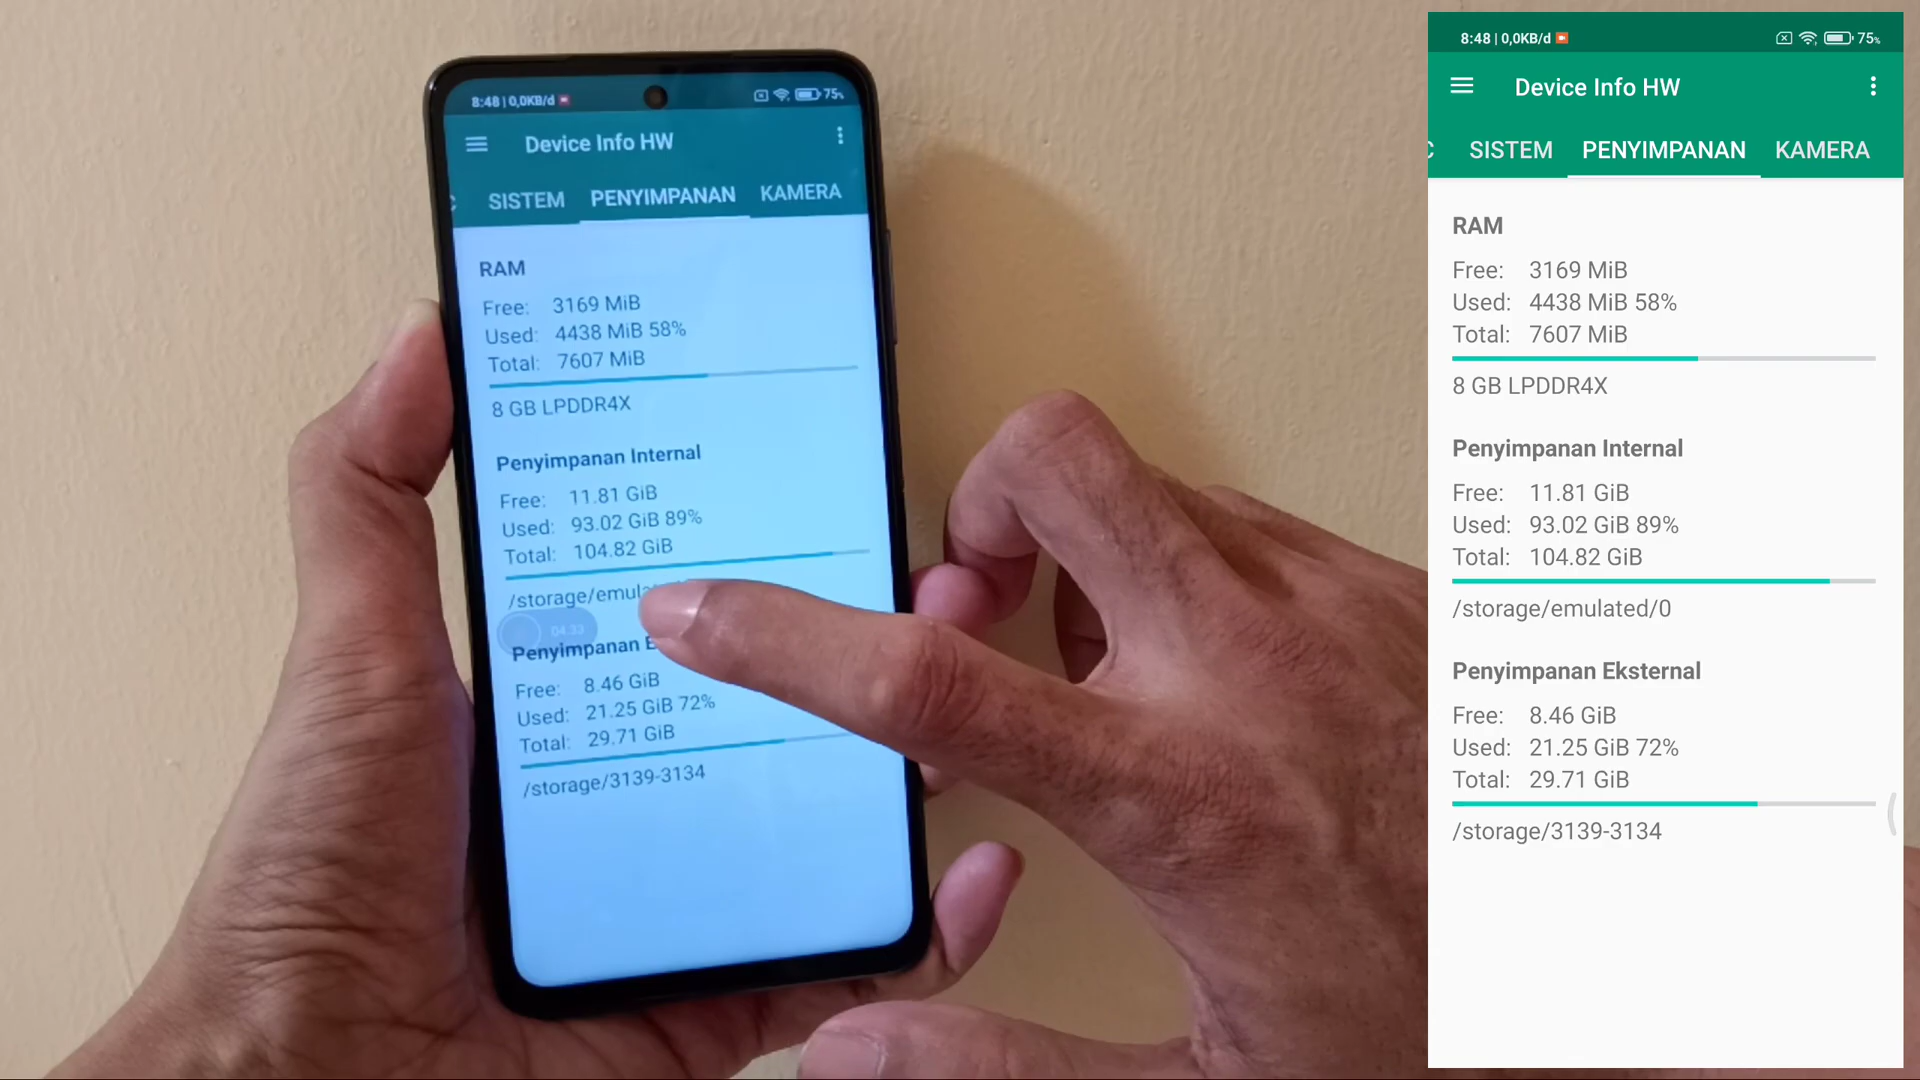 8:48 | 0,0KB/d
75%
Device Info HW
C SISTEM PENYIMPANAN KAMERA
RAM
Free: 3169 MiB
Used: 4438 MiB 58%
Total: 7607 MiB
8 GB LPDDR4X
Penyimpanan Internal
Free: 11.81 GiB
Used: 93.02 GiB 89%
Total: 104.82 GiB
/storage/emula
04:33
Penyimpanan E
Free: 8.46 GiB
Used: 21.25 GiB 72%
Total: 29.71 GiB
/storage/3139-3134
8:48 | 0,0KB/d
75%
Device Info HW
C SISTEM PENYIMPANAN KAMERA
RAM
Free: 3169 MiB
Used: 4438 MiB 58%
Total: 7607 MiB
8 GB LPDDR4X
Penyimpanan Internal
Free: 11.81 GiB
Used: 93.02 GiB 89%
Total: 104.82 GiB
/storage/emulated/0
Penyimpanan Eksternal
Free: 8.46 GiB
Used: 21.25 GiB 72%
Total: 29.71 GiB
/storage/3139-3134